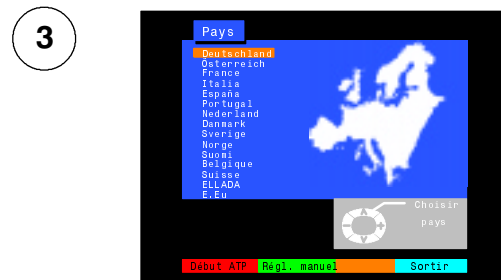 3
Pays
Deutschland
Österreich
France
Italia
España
Portugal
Nederland
Danmark
Sverige
Norge
Suomi
Belgique
Suisse
ELLADA
E.Eu
Choisir
pays
Début ATP Régl. manuel Sortir